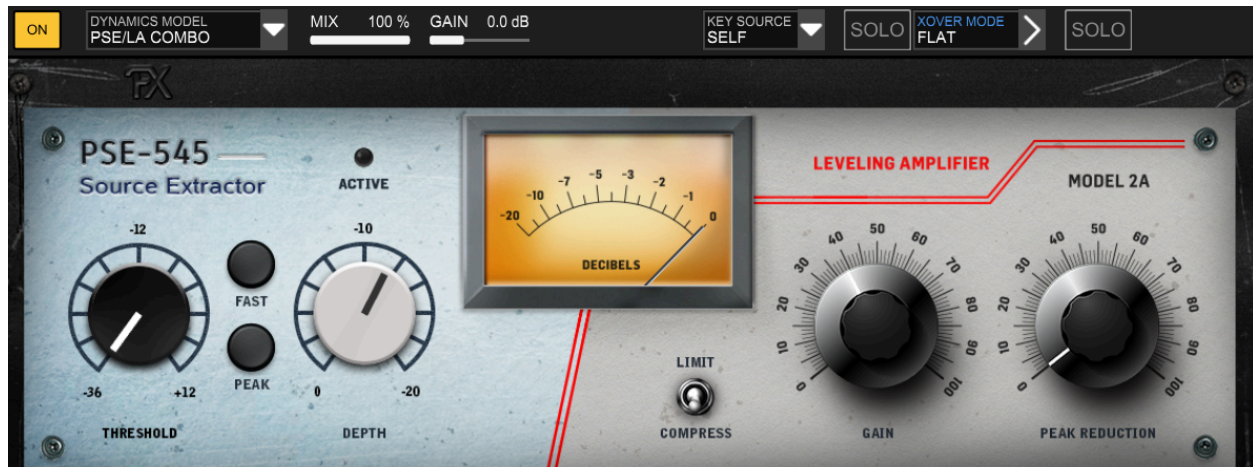 ON
DYNAMICS MODEL
PSE/LA COMBO
MIX 100 %
GAIN 0.0 dB
KEY SOURCE
SELF
SOLO
XOVER MODE
FLAT
SOLO
FX
PSE-545
Source Extractor
ACTIVE
-12
-36
+12
THRESHOLD
FAST
PEAK
-10
0
-20
DEPTH
-20 -10 -7 -5 -3 -2 -1 0
DECIBELS
LEVELING AMPLIFIER
MODEL 2A
LIMIT
COMPRESS
0 10 20 30 40 50 60 70 80 90 100
GAIN
0 10 20 30 40 50 60 70 80 90 100
PEAK REDUCTION